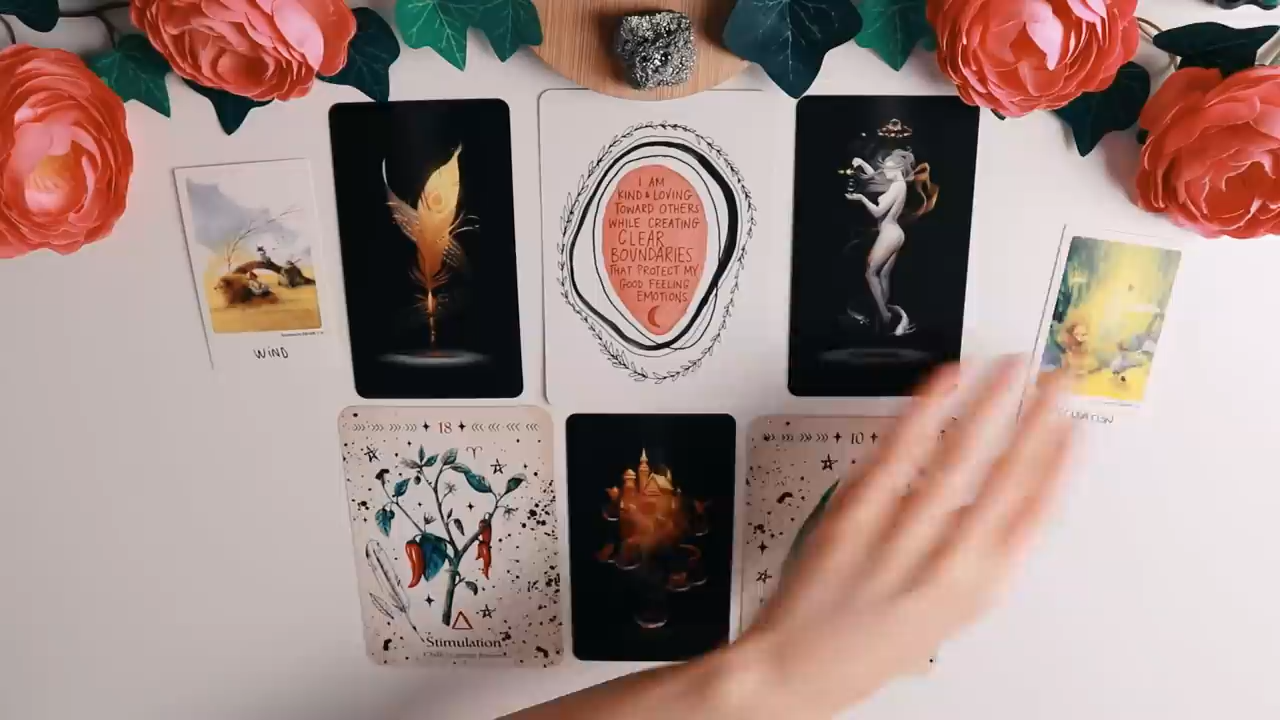 I AM
KIND & LOVING
TOWARD OTHERS
WHILE CREATING
CLEAR
BOUNDARIES
THAT PROTECT MY
GOOD FEELING
EMOTIONS
WIND
18
10
Stimulation